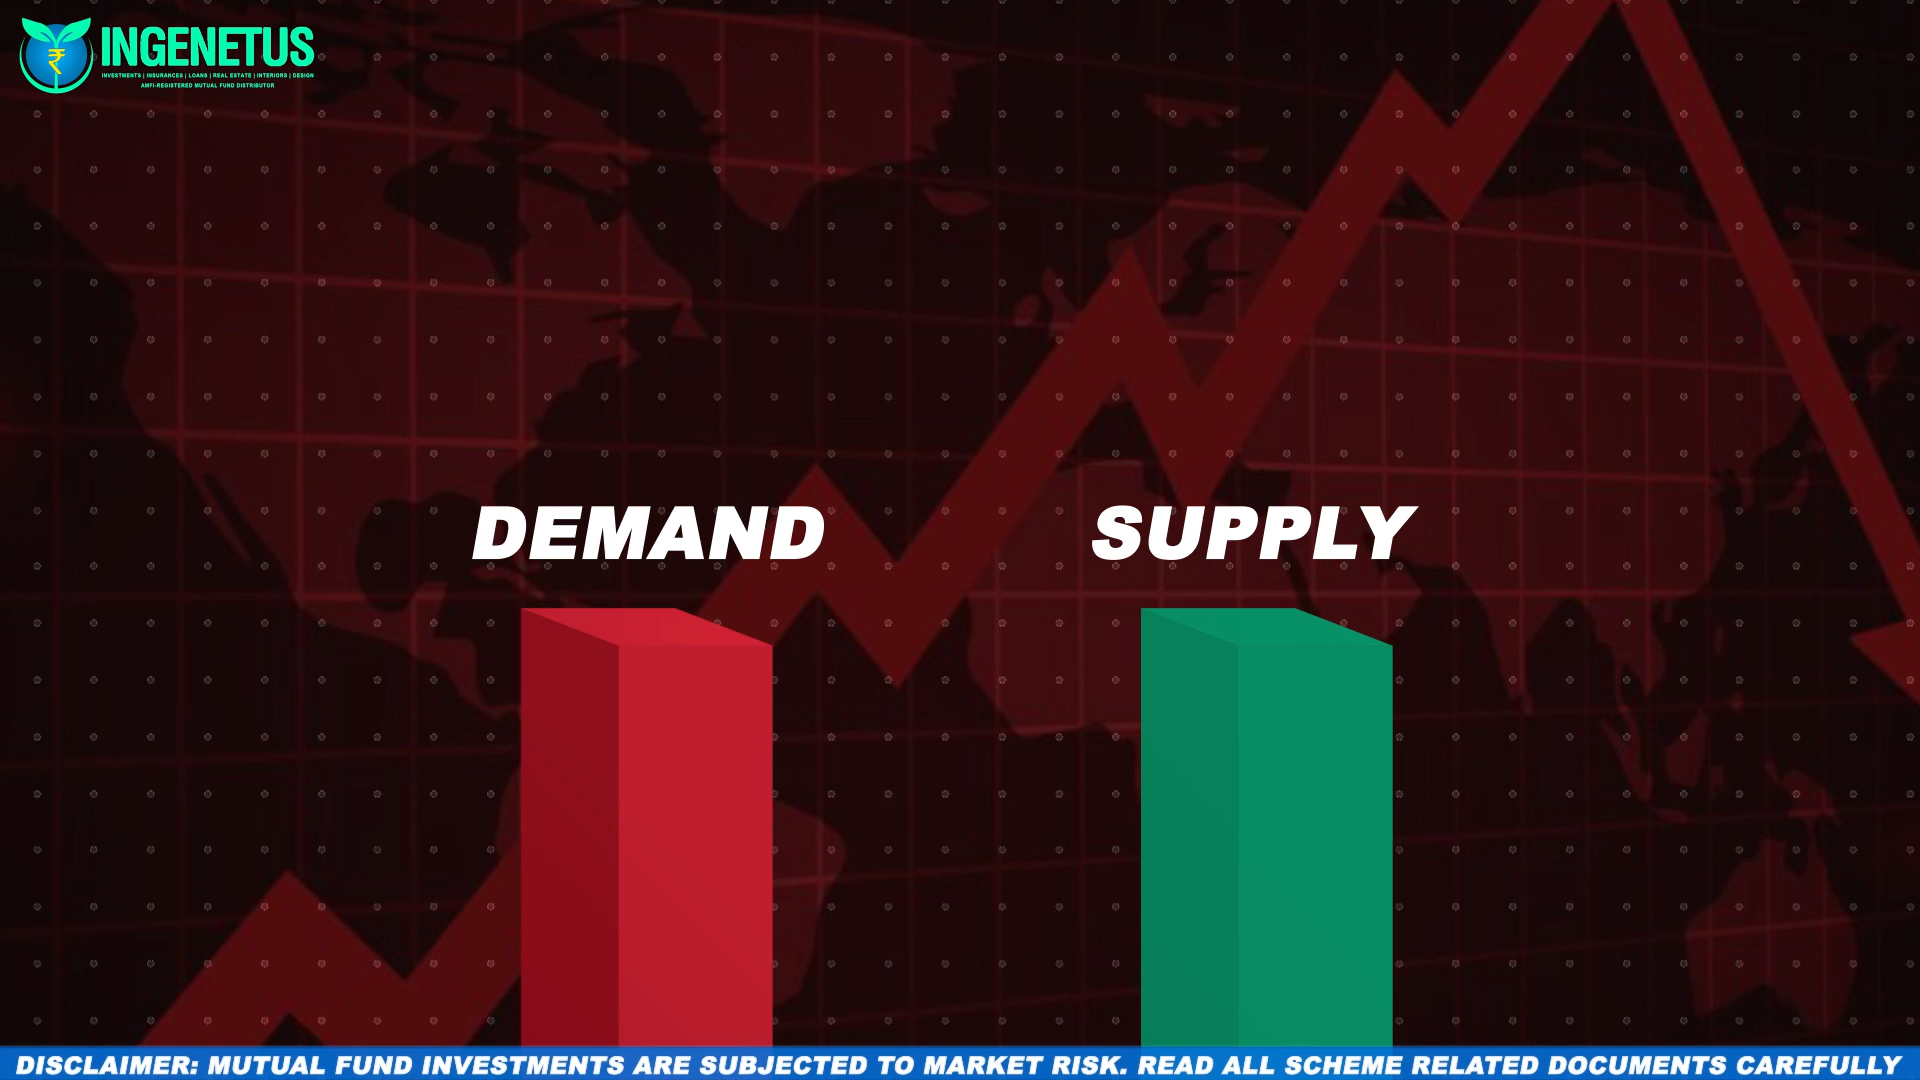 INGENETUS
INVESTMENTS | INSURANCES | LOANS | REAL ESTATE | INTERIORS | DESIGN
AMFI-REGISTERED MUTUAL FUND DISTRIBUTOR
DEMAND SUPPLY
DISCLAIMER: MUTUAL FUND INVESTMENTS ARE SUBJECTED TO MARKET RISK. READ ALL SCHEME RELATED DOCUMENTS CAREFULLY